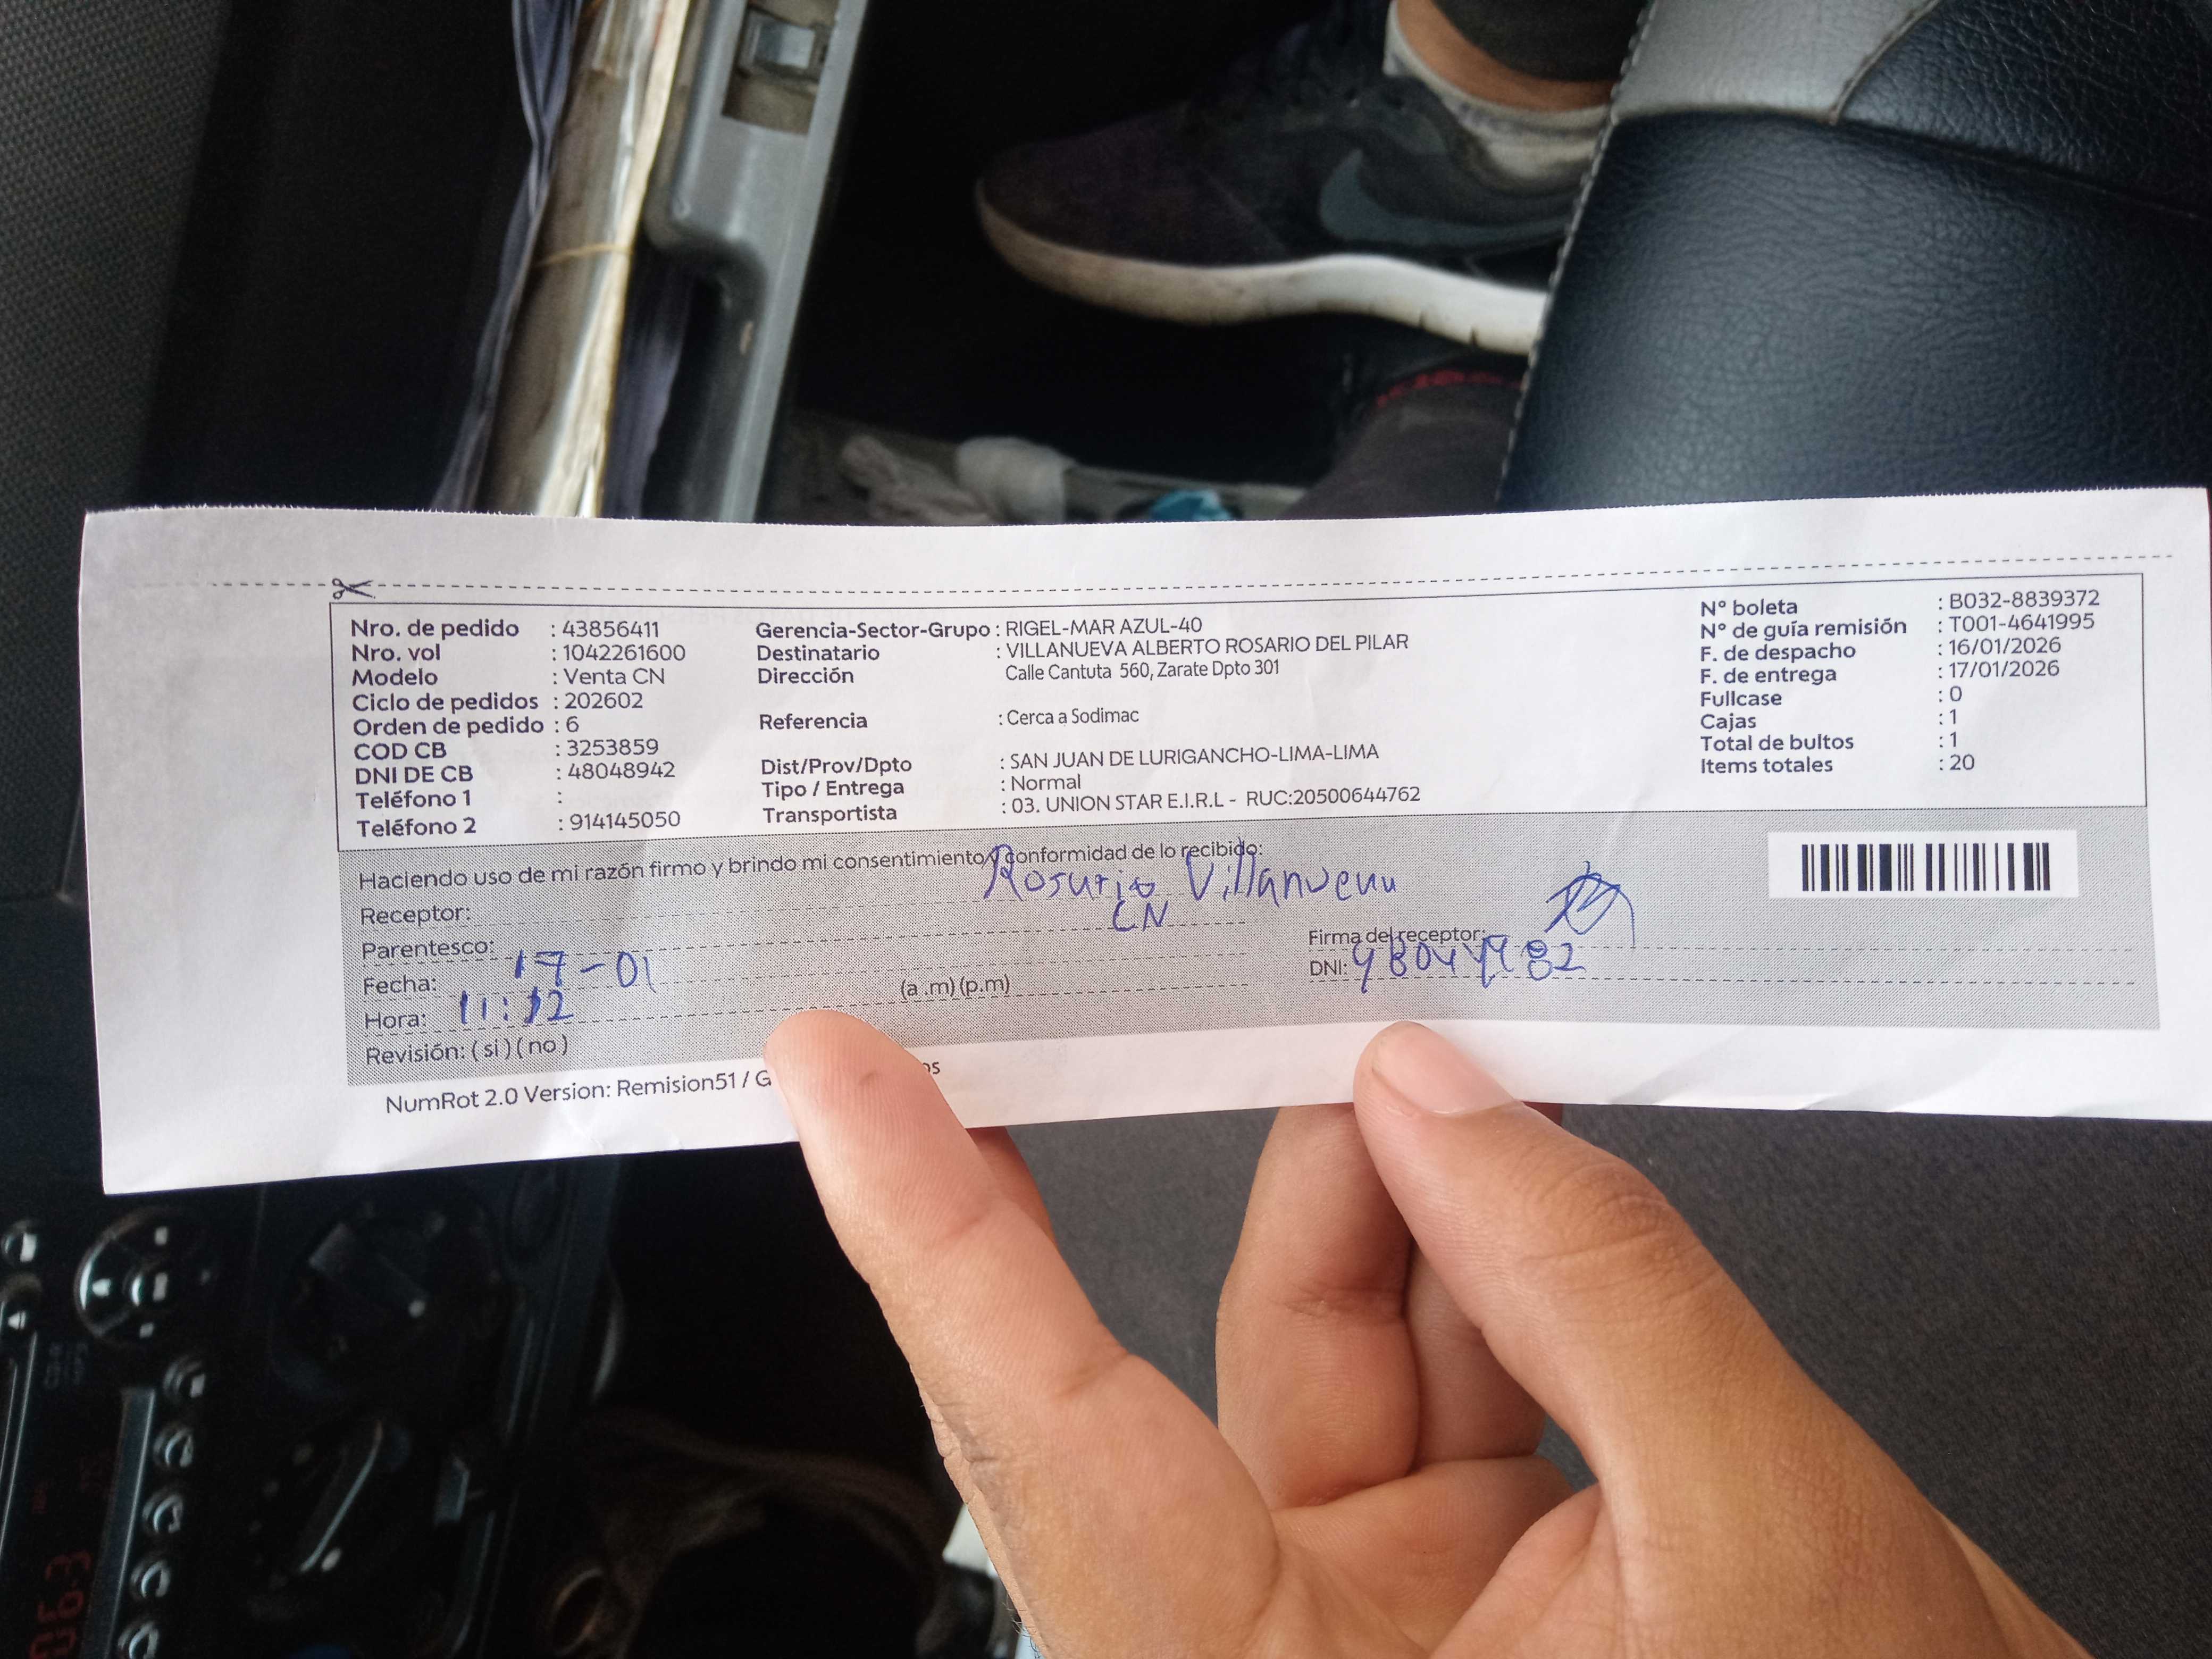 Nro. de pedido : 43856411
Nro. vol : 1042261600
Modelo : Venta CN
Ciclo de pedidos : 202602
Orden de pedido : 6
COD CB : 3253859
DNI DE CB : 48048942
Teléfono 1 :
Teléfono 2 : 914145050
Gerencia-Sector-Grupo : RIGEL-MAR AZUL-40
Destinatario : VILLANUEVA ALBERTO ROSARIO DEL PILAR
Dirección Calle Cantuta 560, Zarate Dpto 301
Referencia : Cerca a Sodimac
Dist/Prov/Dpto : SAN JUAN DE LURIGANCHO-LIMA-LIMA
Tipo / Entrega : Normal
Transportista : 03. UNION STAR E.I.R.L - RUC:20500644762
N° boleta : B032-8839372
N° de guía remisión : T001-4641995
F. de despacho : 16/01/2026
F. de entrega : 17/01/2026
Fullcase : 0
Cajas : 1
Total de bultos : 1
Items totales : 20
Haciendo uso de mi razón firmo y brindo mi consentimiento y conformidad de lo recibido:
Receptor: Rosario Villanueva
Parentesco: CN
Fecha: 17-01
Hora: 11:12 (a .m) (p.m)
Revisión: ( si ) ( no )
Firma del receptor:
DNI:
NumRot 2.0 Version: Remision51 / G